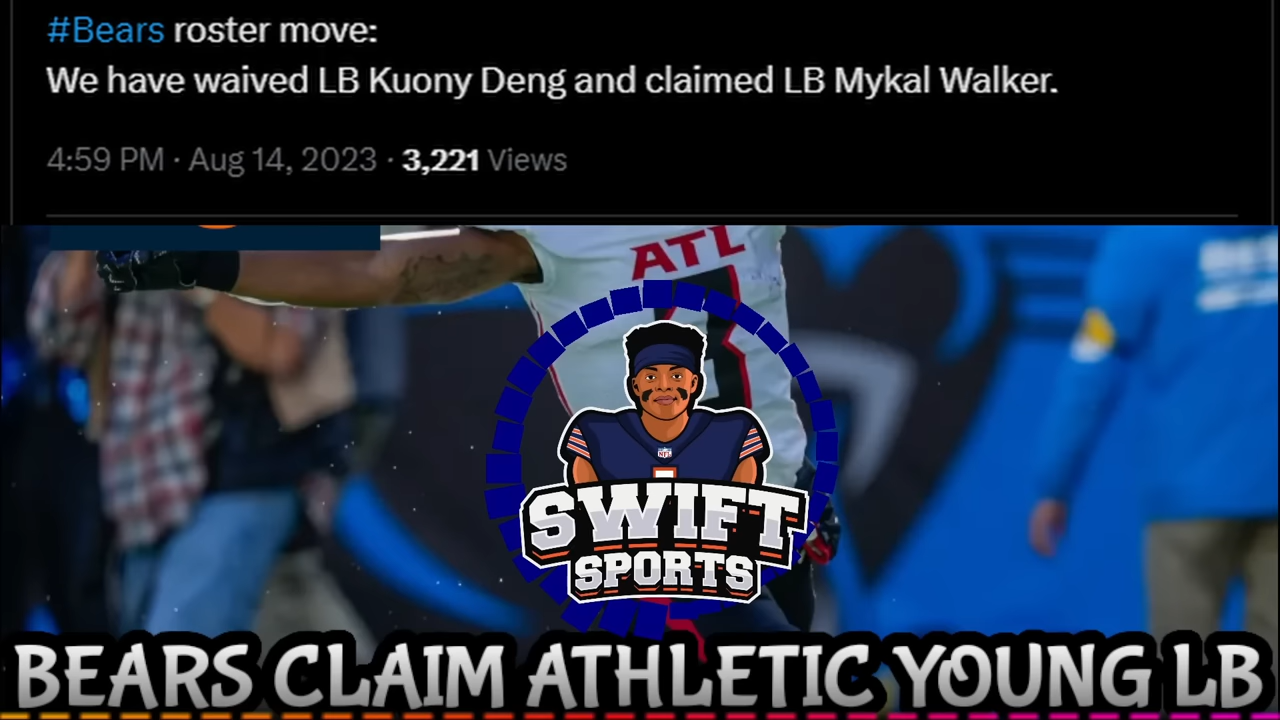 #Bears roster move:
We have waived LB Kuony Deng and claimed LB Mykal Walker.
4:59 PM · Aug 14, 2023 · 3,221 Views
ATL
NFL
SWIFT
SPORTS
BEARS CLAIM ATHLETIC YOUNG LB